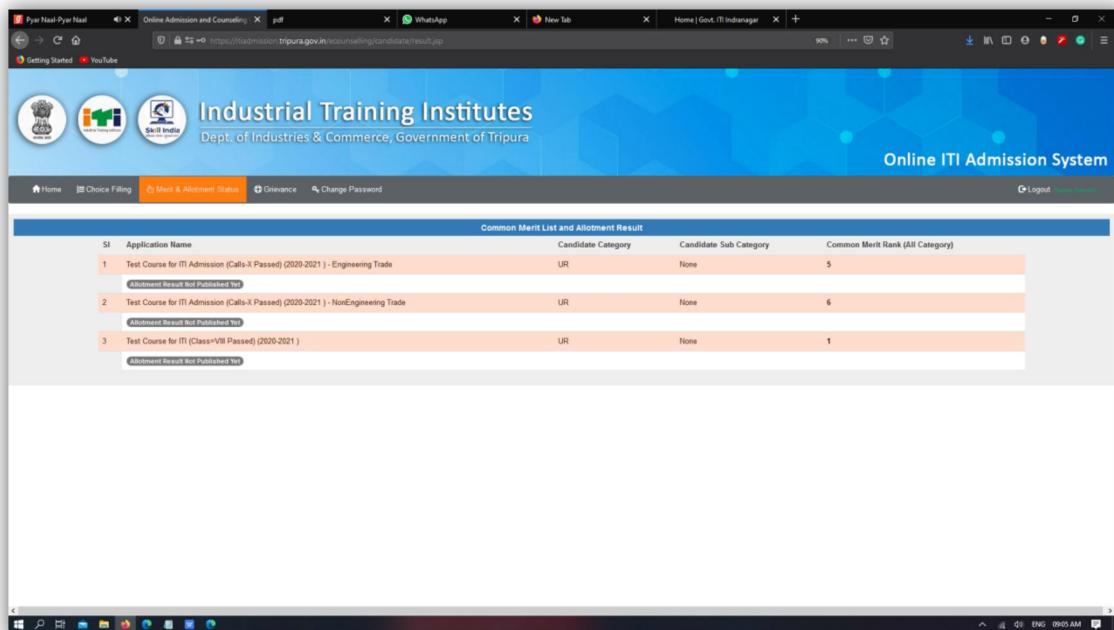 Pyar Naal-Pyar Naal
Online Admission and Counseling
pdf
WhatsApp
New Tab
Home | Govt. ITI Indranagar
https://itiadmission.tripura.gov.in/ecounselling/candidate/result.jsp
90%
Getting Started YouTube
iti
Skill India
Industrial Training Institutes
Dept. of Industries & Commerce, Government of Tripura
Online ITI Admission System
Home Choice Filling Merit & Allotment Status Grievance Change Password Logout
Common Merit List and Allotment Result
Sl Application Name Candidate Category Candidate Sub Category Common Merit Rank (All Category)
1 Test Course for ITI Admission (Calls-X Passed) (2020-2021 ) - Engineering Trade UR None 5
Allotment Result Not Published Yet
2 Test Course for ITI Admission (Calls-X Passed) (2020-2021 ) - NonEngineering Trade UR None 6
Allotment Result Not Published Yet
3 Test Course for ITI (Class=VIII Passed) (2020-2021 ) UR None 1
Allotment Result Not Published Yet
ENG 09:05 AM